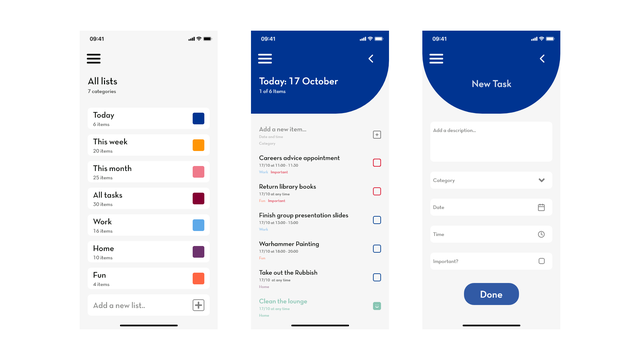 09:41
All lists
7 categories
Today
6 items
This week
20 items
This month
25 items
All tasks
30 items
Work
16 items
Home
10 items
Fun
4 items
Add a new list..
09:41
Today: 17 October
1 of 6 items
Add a new item...
Date and time
Category
Careers advice appointment
17/10 at 11:00 - 11:30
Work Important
Return library books
17/10 at any time
Fun Important
Finish group presentation slides
17/10 at 13:00 - 15:00
Work
Warhammer Painting
17/10 at 18:00 - 20:00
Fun
Take out the Rubbish
17/10 at any time
Home
Clean the lounge
17/10 at any time
Home
09:41
New Task
Add a description...
Category
Date
Time
Important?
Done